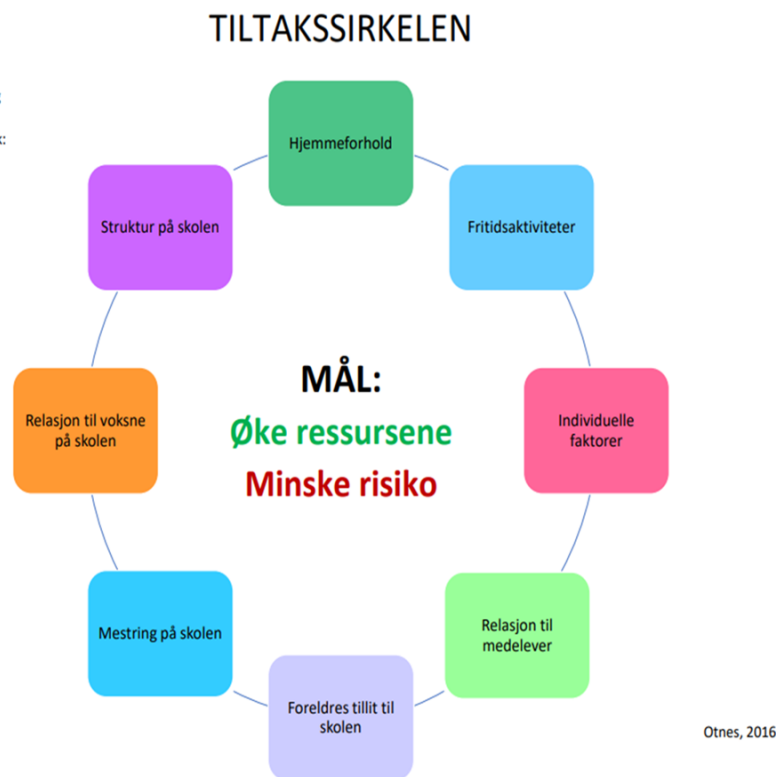 TILTAKSSIRKELEN
Hjemmeforhold
Fritidsaktiviteter
Individuelle
faktorer
Relasjon til
medelever
Foreldres tillit til
skolen
Mestring på skolen
Relasjon til voksne
på skolen
Struktur på skolen
MÅL:
Øke ressursene
Minske risiko
Otnes, 2016